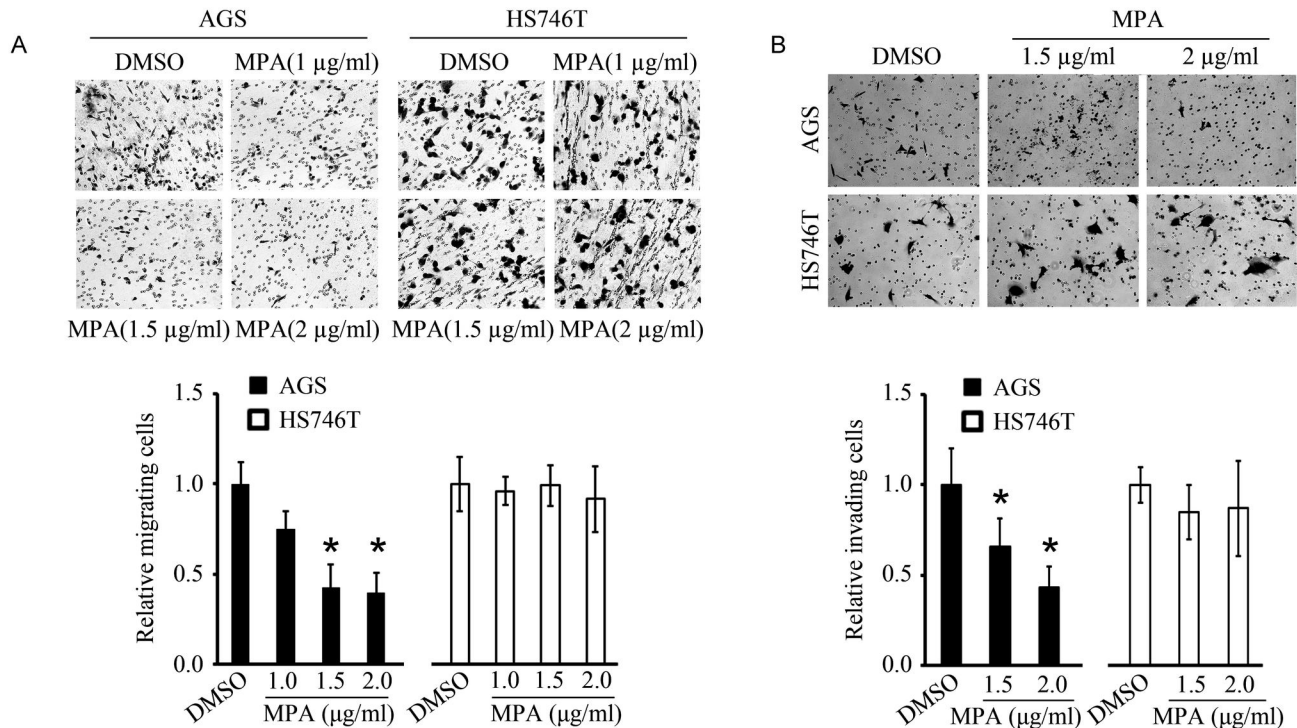 A
AGS
HS746T
DMSO
MPA(1 µg/ml)
DMSO
MPA(1 µg/ml)
MPA(1.5 µg/ml)
MPA(2 µg/ml)
MPA(1.5 µg/ml)
MPA(2 µg/ml)
Relative migrating cells
1.5
1.0
0.5
0.0
AGS
HS746T
*
*
DMSO
1.0
1.5
2.0
MPA (µg/ml)
DMSO
1.0
1.5
2.0
MPA (µg/ml)
B
MPA
DMSO
1.5 µg/ml
2 µg/ml
AGS
HS746T
Relative invading cells
1.5
1.0
0.5
0.0
AGS
HS746T
*
*
DMSO
1.5
2.0
MPA (µg/ml)
DMSO
1.5
2.0
MPA (µg/ml)